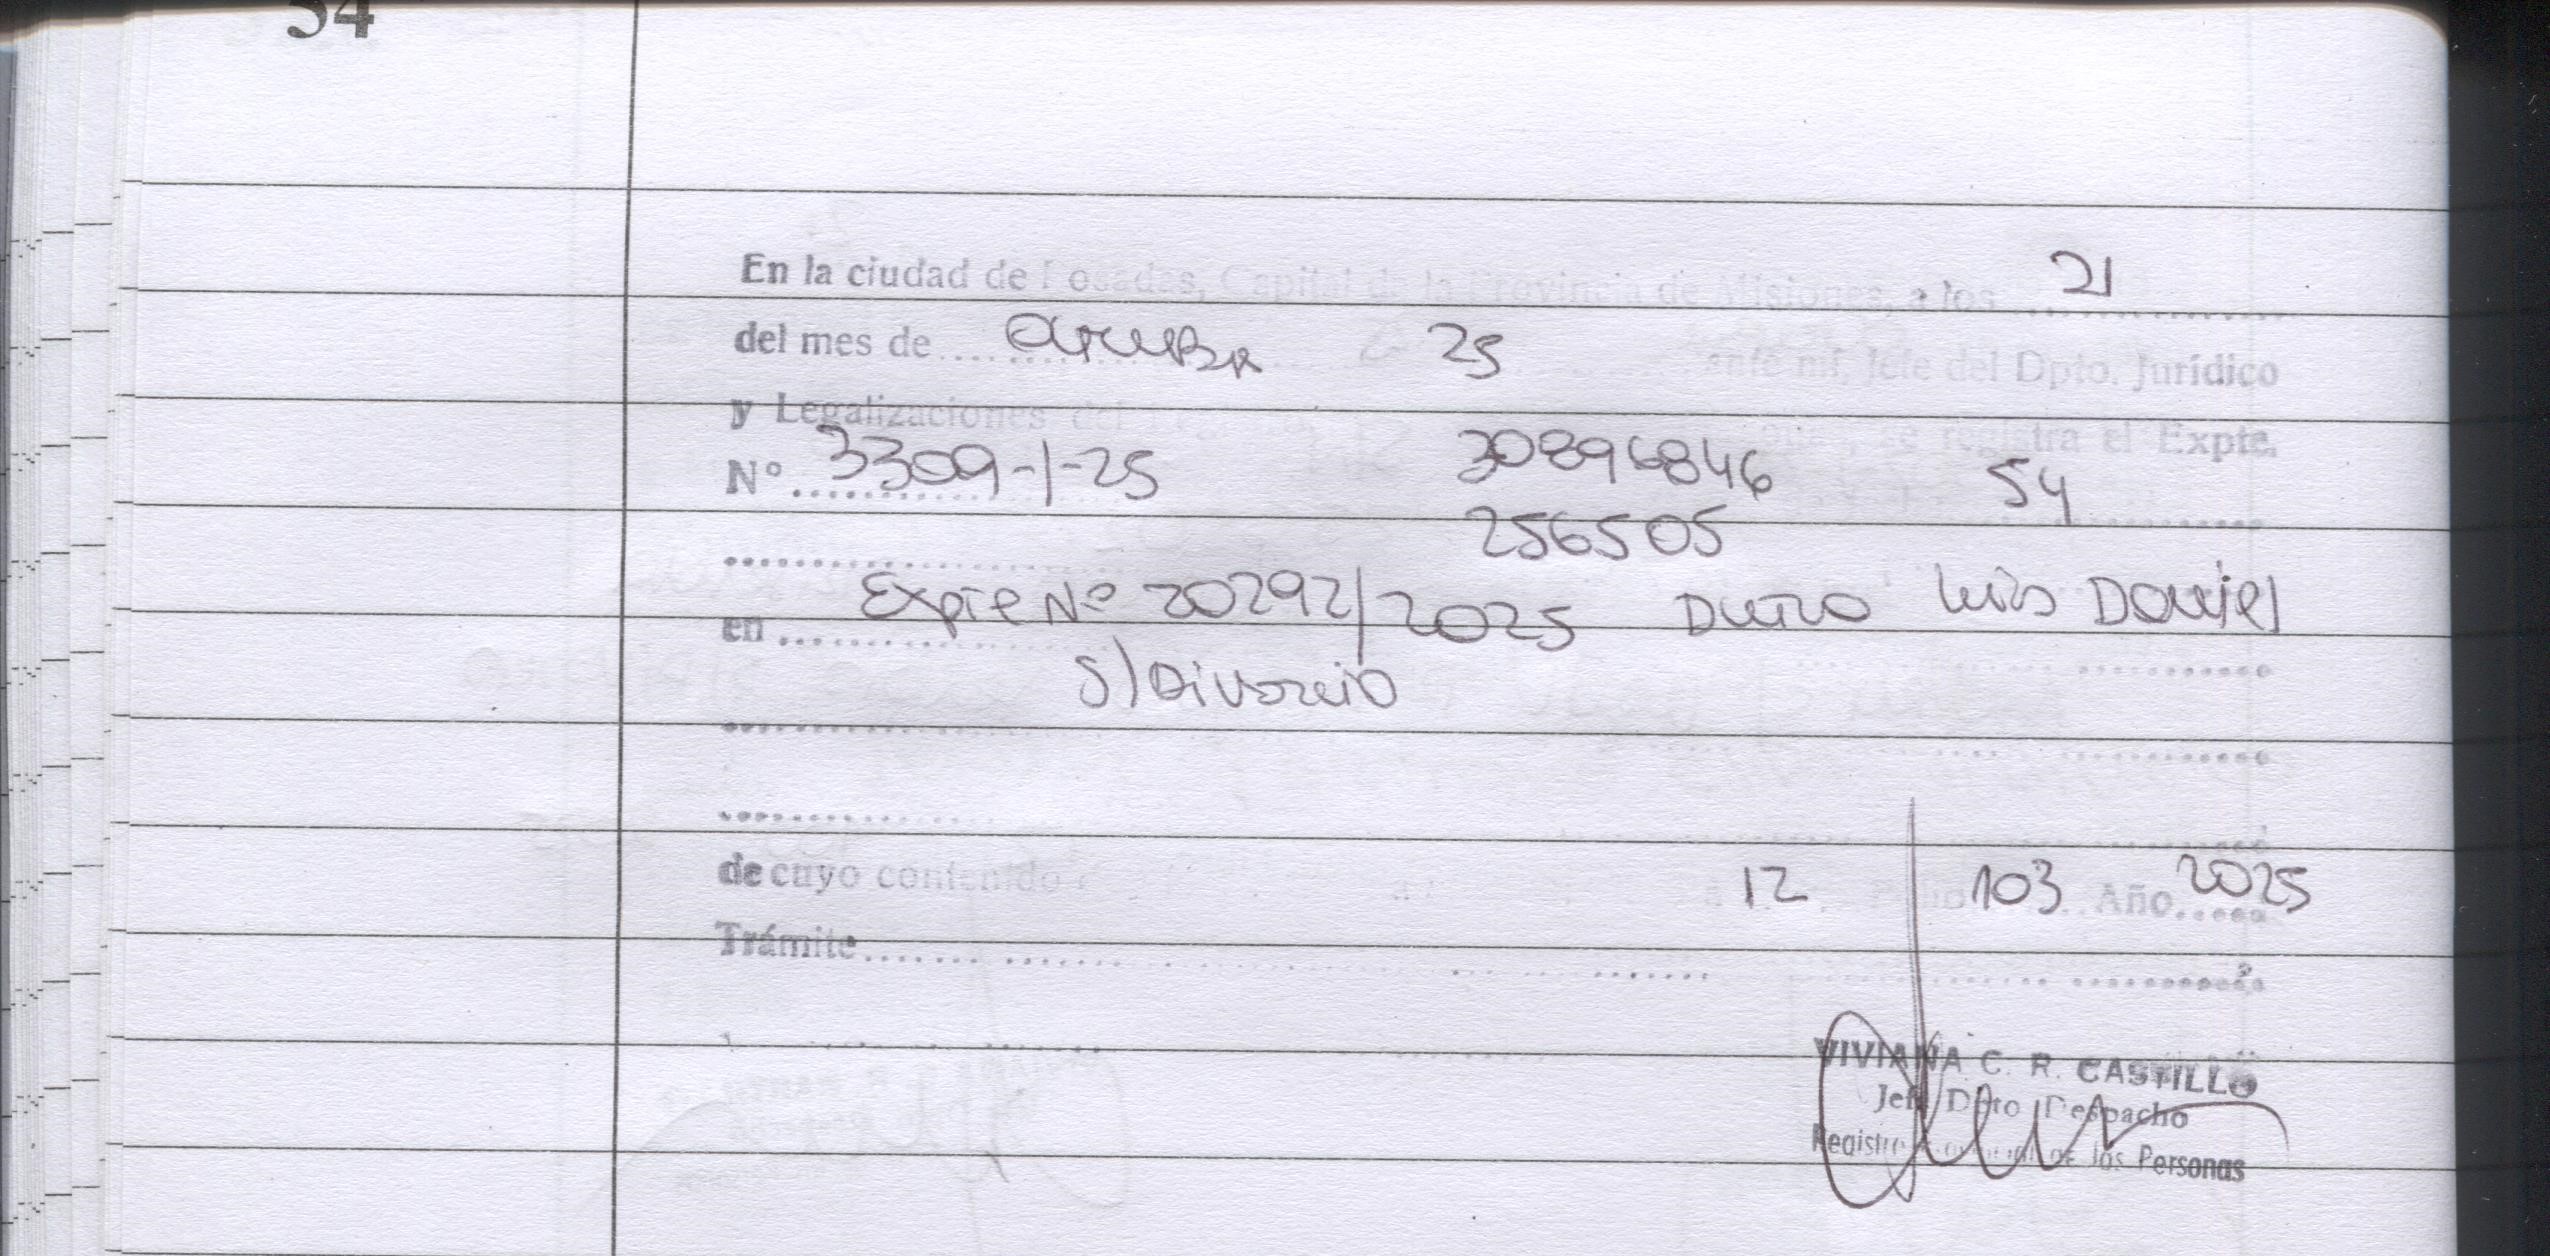 54
En la ciudad de Posadas, Capital de la Provincia de Misiones, a los 21
del mes de octubre 25 ante mi, Jefe del Dpto. Jurídico
y Legalizaciones del se registra el Expte.
Nº 3309-1-25 30896846 54
256505
en Expte Nº 20292/2025 Luis Daniel
S/Divorcio
de cuyo contenido 12 103 Año 2025
Trámite
VIVIANA C. R. CASTILLO
Jefe Dpto Despacho
Registro de las Personas